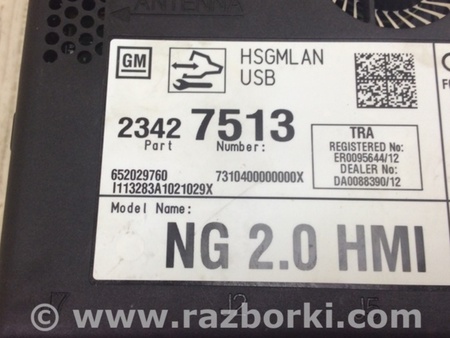 ANTENNA
GM
HSGMLAN
USB
2342 7513
Part Number:
652029760 7310400000000X
I113283A1021029X
TRA
REGISTERED No:
ER0095644/12
DEALER No:
DA0088390/12
Model Name:
NG 2.0 HMI
www.razborki.com